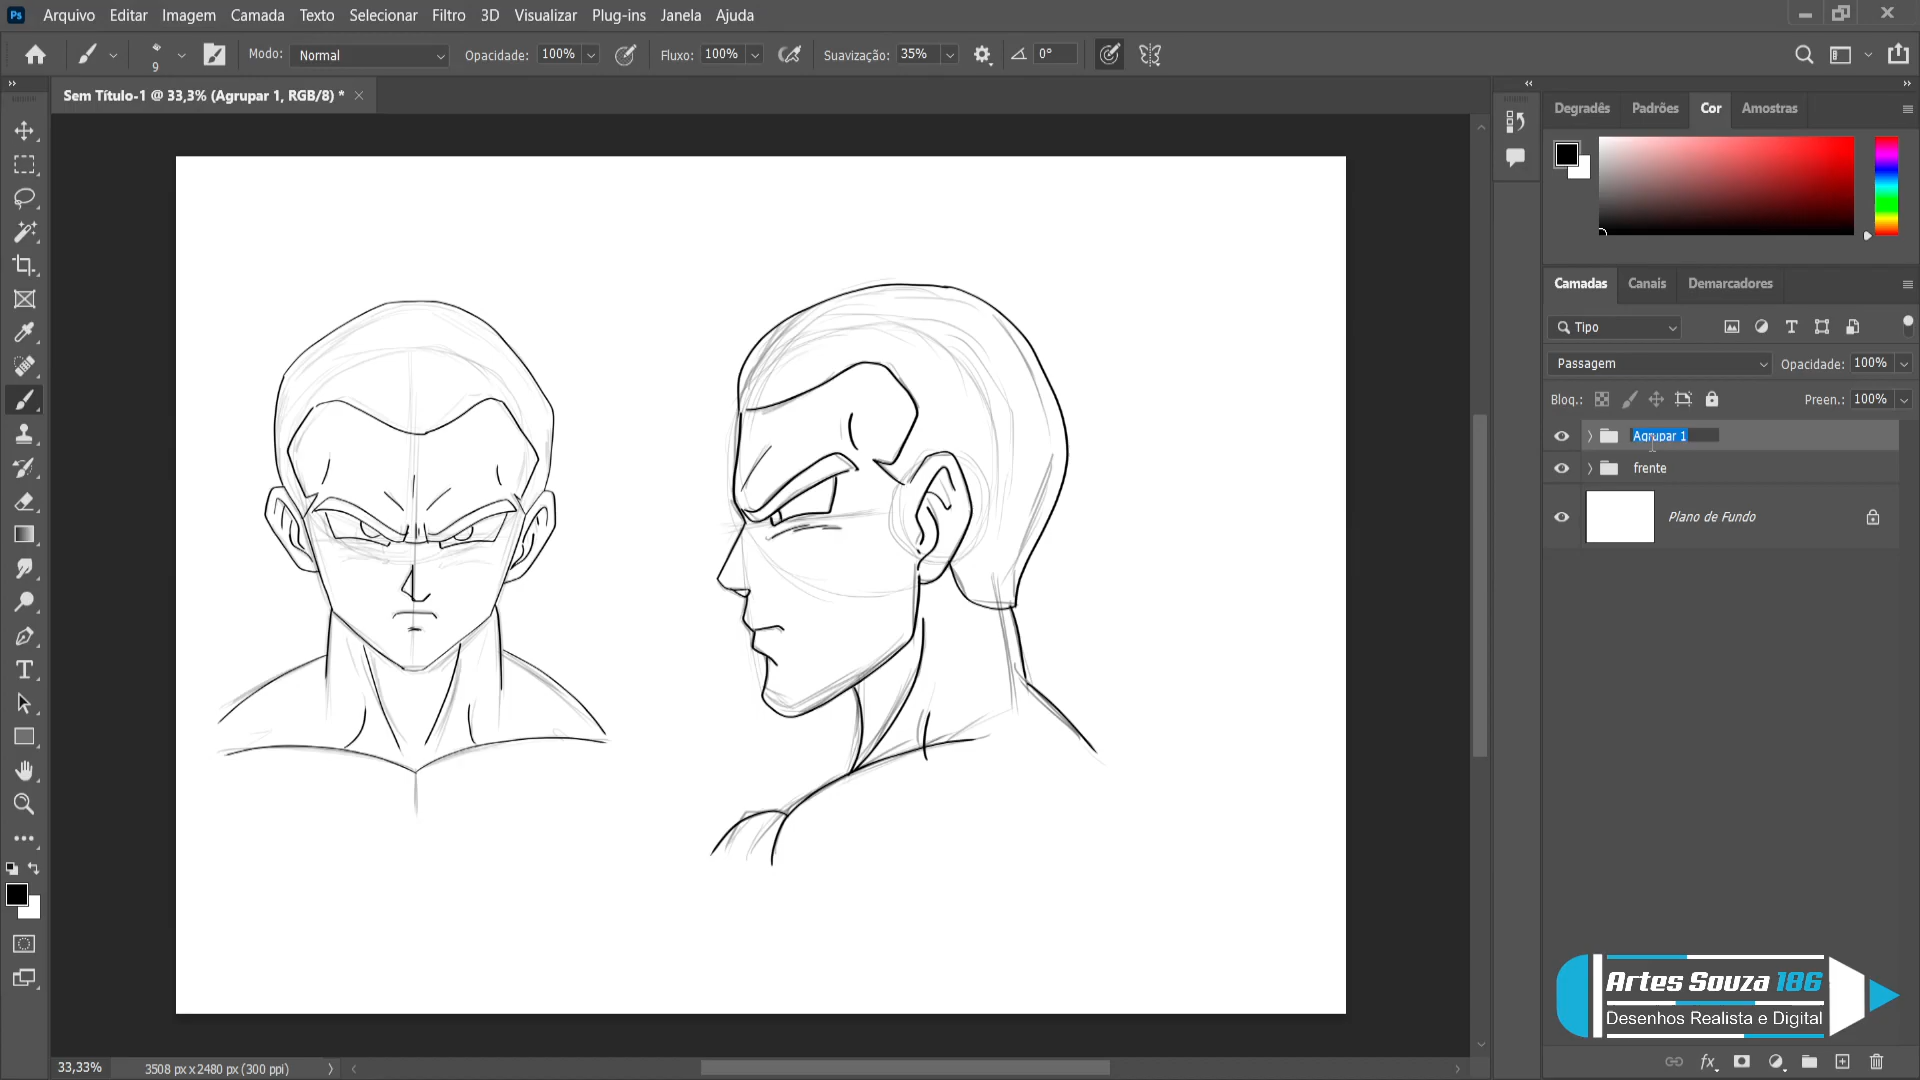 Ps Arquivo Editar Imagem Camada Texto Selecionar Filtro 3D Visualizar Plug-ins Janela Ajuda
9 Modo: Normal Opacidade: 100% Fluxo: 100% Suavização: 35% 0°
Sem Título-1 @ 33,3% (Agrupar 1, RGB/8) *
Degradês Padrões Cor Amostras
Camadas Canais Demarcadores
Tipo
Passagem Opacidade: 100%
Bloq.: Preen.: 100%
Agrupar 1
frente
Plano de Fundo
Artes Souza 186
Desenhos Realista e Digital
33,33% 3508 px x 2480 px (300 ppi)
fx